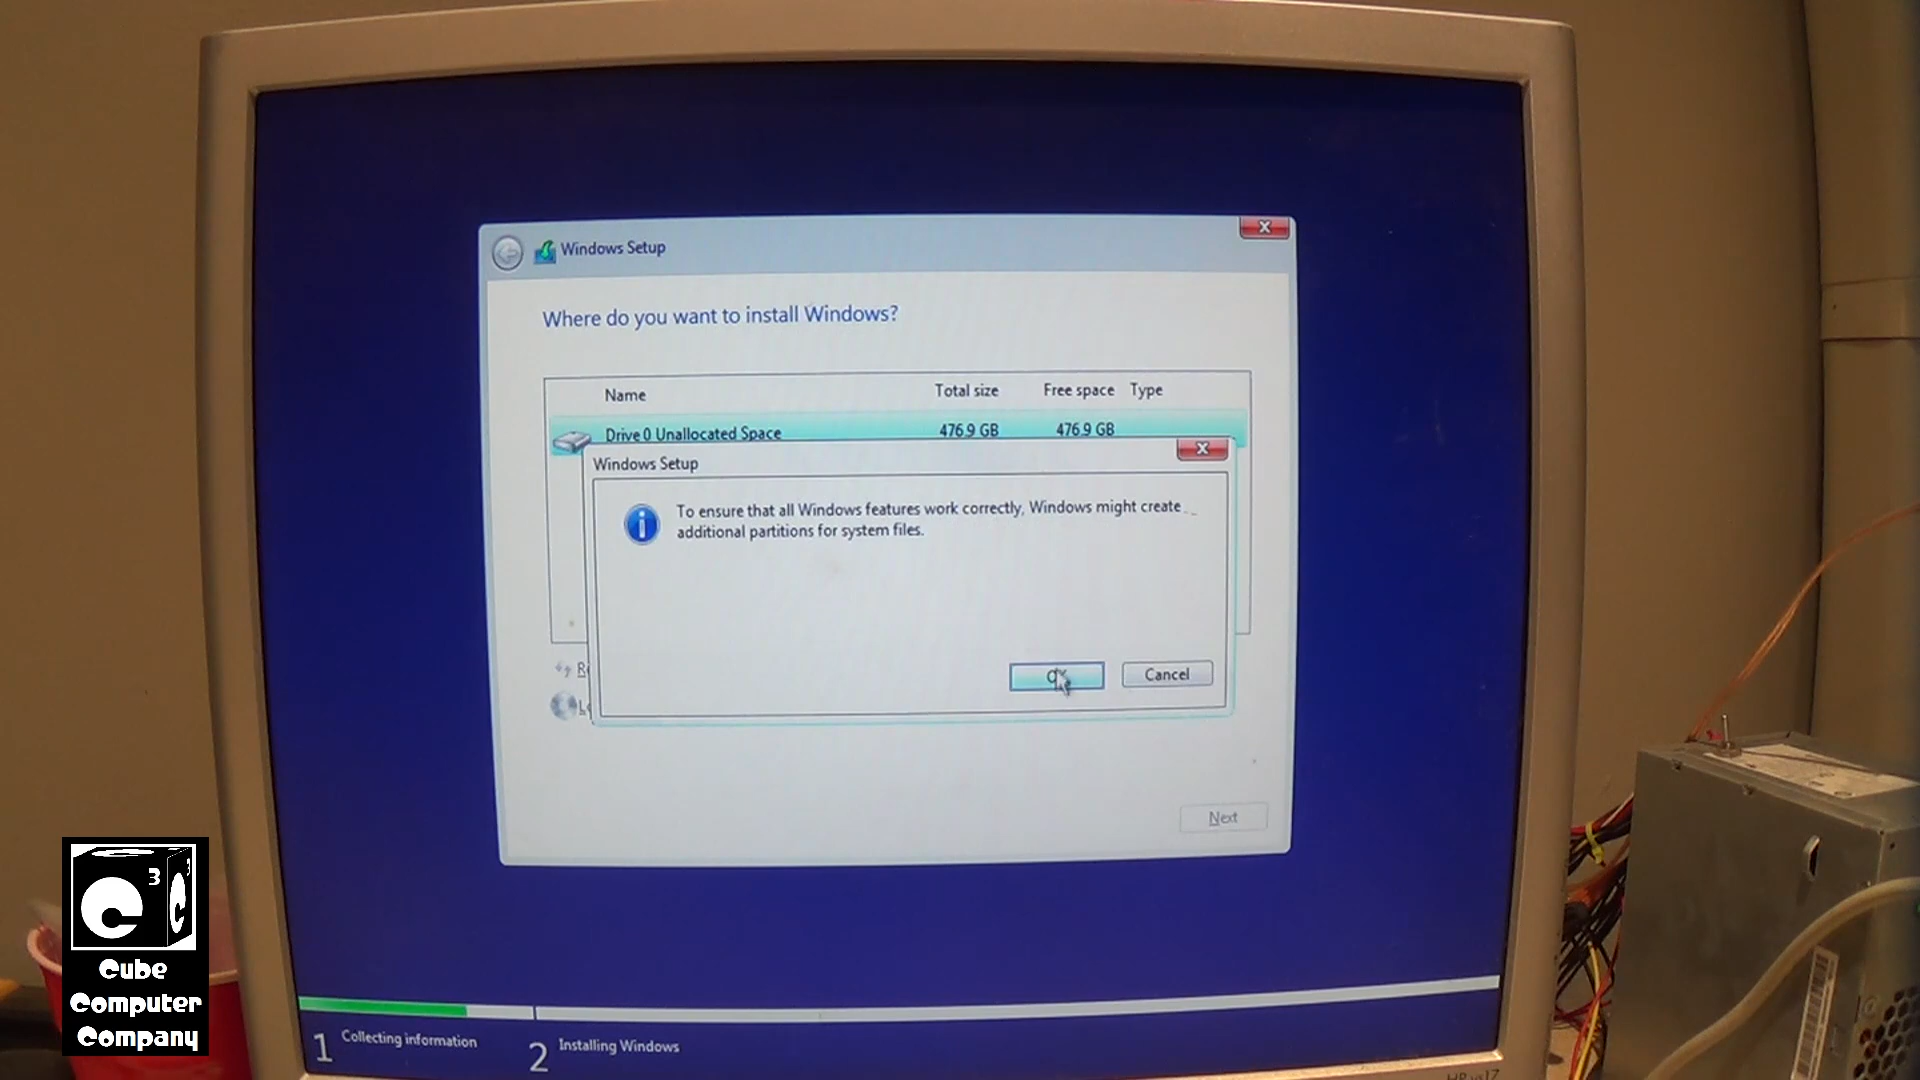 Windows Setup
Where do you want to install Windows?
Name Total size Free space Type
Drive 0 Unallocated Space 476.9 GB 476.9 GB
Windows Setup
To ensure that all Windows features work correctly, Windows might create
additional partitions for system files.
Cancel
Next
1 Collecting information 2 Installing Windows
C 3 C 3
Cube
Computer
Company